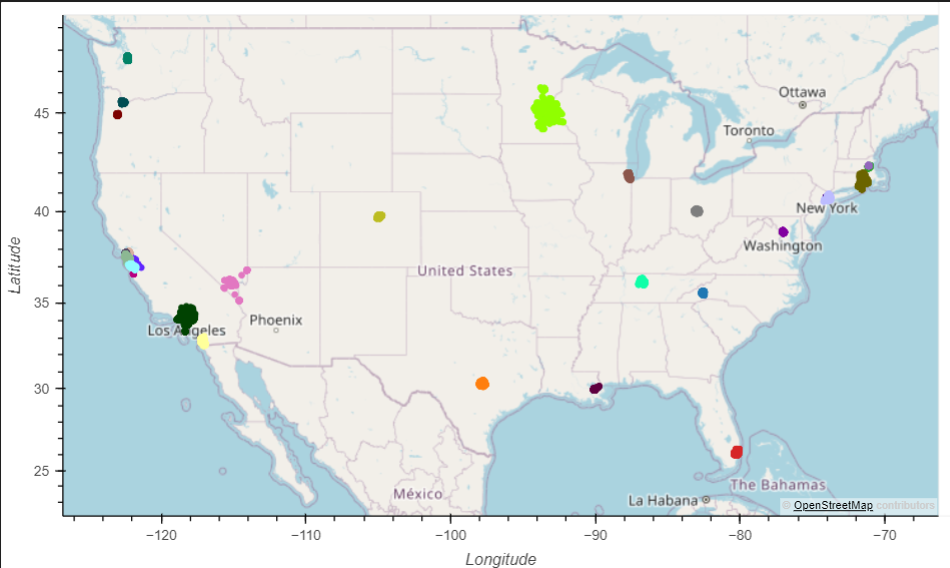 Ottawa
45
Toronto
40
New York
Washington
United States
35
Phoenix
Los Angeles
30
25
The Bahamas
México
La Habana
© OpenStreetMap contributors
−120
−110
−100
−90
−80
−70
Latitude
Longitude